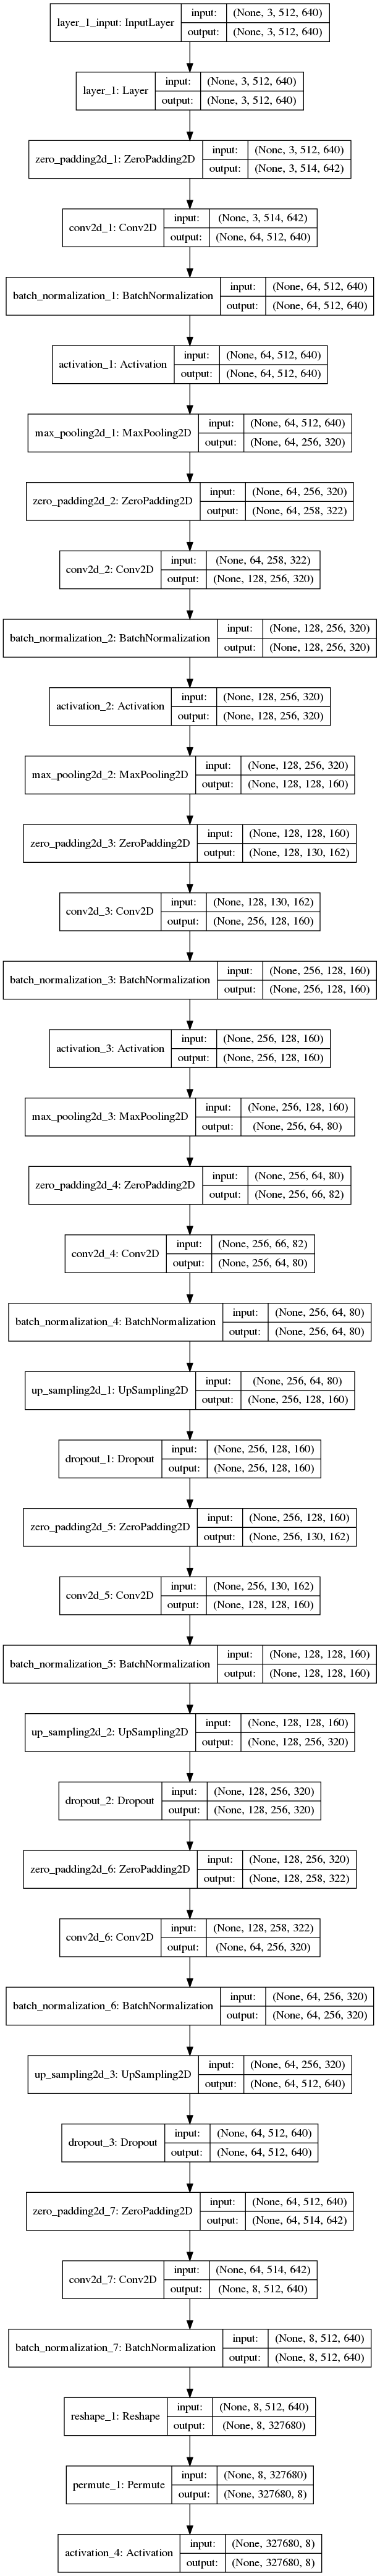 layer_1_input: InputLayer
input: (None, 3, 512, 640)
output: (None, 3, 512, 640)
layer_1: Layer
input: (None, 3, 512, 640)
output: (None, 3, 512, 640)
zero_padding2d_1: ZeroPadding2D
input: (None, 3, 512, 640)
output: (None, 3, 514, 642)
conv2d_1: Conv2D
input: (None, 3, 514, 642)
output: (None, 64, 512, 640)
batch_normalization_1: BatchNormalization
input: (None, 64, 512, 640)
output: (None, 64, 512, 640)
activation_1: Activation
input: (None, 64, 512, 640)
output: (None, 64, 512, 640)
max_pooling2d_1: MaxPooling2D
input: (None, 64, 512, 640)
output: (None, 64, 256, 320)
zero_padding2d_2: ZeroPadding2D
input: (None, 64, 256, 320)
output: (None, 64, 258, 322)
conv2d_2: Conv2D
input: (None, 64, 258, 322)
output: (None, 128, 256, 320)
batch_normalization_2: BatchNormalization
input: (None, 128, 256, 320)
output: (None, 128, 256, 320)
activation_2: Activation
input: (None, 128, 256, 320)
output: (None, 128, 256, 320)
max_pooling2d_2: MaxPooling2D
input: (None, 128, 256, 320)
output: (None, 128, 128, 160)
zero_padding2d_3: ZeroPadding2D
input: (None, 128, 128, 160)
output: (None, 128, 130, 162)
conv2d_3: Conv2D
input: (None, 128, 130, 162)
output: (None, 256, 128, 160)
batch_normalization_3: BatchNormalization
input: (None, 256, 128, 160)
output: (None, 256, 128, 160)
activation_3: Activation
input: (None, 256, 128, 160)
output: (None, 256, 128, 160)
max_pooling2d_3: MaxPooling2D
input: (None, 256, 128, 160)
output: (None, 256, 64, 80)
zero_padding2d_4: ZeroPadding2D
input: (None, 256, 64, 80)
output: (None, 256, 66, 82)
conv2d_4: Conv2D
input: (None, 256, 66, 82)
output: (None, 256, 64, 80)
batch_normalization_4: BatchNormalization
input: (None, 256, 64, 80)
output: (None, 256, 64, 80)
up_sampling2d_1: UpSampling2D
input: (None, 256, 64, 80)
output: (None, 256, 128, 160)
dropout_1: Dropout
input: (None, 256, 128, 160)
output: (None, 256, 128, 160)
zero_padding2d_5: ZeroPadding2D
input: (None, 256, 128, 160)
output: (None, 256, 130, 162)
conv2d_5: Conv2D
input: (None, 256, 130, 162)
output: (None, 128, 128, 160)
batch_normalization_5: BatchNormalization
input: (None, 128, 128, 160)
output: (None, 128, 128, 160)
up_sampling2d_2: UpSampling2D
input: (None, 128, 128, 160)
output: (None, 128, 256, 320)
dropout_2: Dropout
input: (None, 128, 256, 320)
output: (None, 128, 256, 320)
zero_padding2d_6: ZeroPadding2D
input: (None, 128, 256, 320)
output: (None, 128, 258, 322)
conv2d_6: Conv2D
input: (None, 128, 258, 322)
output: (None, 64, 256, 320)
batch_normalization_6: BatchNormalization
input: (None, 64, 256, 320)
output: (None, 64, 256, 320)
up_sampling2d_3: UpSampling2D
input: (None, 64, 256, 320)
output: (None, 64, 512, 640)
dropout_3: Dropout
input: (None, 64, 512, 640)
output: (None, 64, 512, 640)
zero_padding2d_7: ZeroPadding2D
input: (None, 64, 512, 640)
output: (None, 64, 514, 642)
conv2d_7: Conv2D
input: (None, 64, 514, 642)
output: (None, 8, 512, 640)
batch_normalization_7: BatchNormalization
input: (None, 8, 512, 640)
output: (None, 8, 512, 640)
reshape_1: Reshape
input: (None, 8, 512, 640)
output: (None, 8, 327680)
permute_1: Permute
input: (None, 8, 327680)
output: (None, 327680, 8)
activation_4: Activation
input: (None, 327680, 8)
output: (None, 327680, 8)